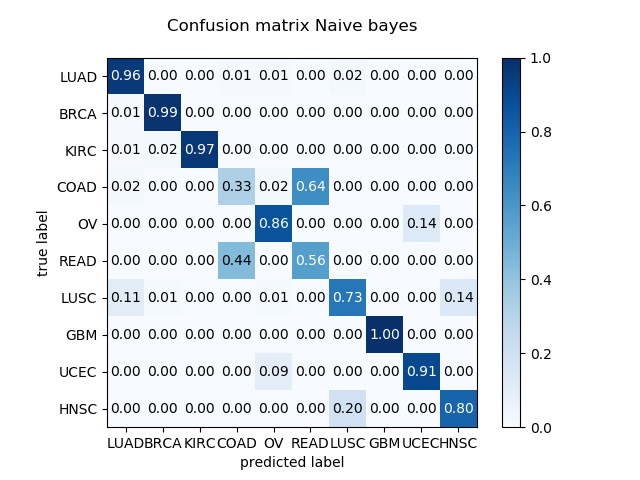 Confusion matrix Naive bayes
LUAD 0.96 0.00 0.00 0.01 0.01 0.00 0.02 0.00 0.00 0.00
BRCA 0.01 0.99 0.00 0.00 0.00 0.00 0.00 0.00 0.00 0.00
KIRC 0.01 0.02 0.97 0.00 0.00 0.00 0.00 0.00 0.00 0.00
COAD 0.02 0.00 0.00 0.33 0.02 0.64 0.00 0.00 0.00 0.00
OV 0.00 0.00 0.00 0.00 0.86 0.00 0.00 0.00 0.14 0.00
READ 0.00 0.00 0.00 0.44 0.00 0.56 0.00 0.00 0.00 0.00
LUSC 0.11 0.01 0.00 0.00 0.01 0.00 0.73 0.00 0.00 0.14
GBM 0.00 0.00 0.00 0.00 0.00 0.00 0.00 1.00 0.00 0.00
UCEC 0.00 0.00 0.00 0.00 0.09 0.00 0.00 0.00 0.91 0.00
HNSC 0.00 0.00 0.00 0.00 0.00 0.00 0.20 0.00 0.00 0.80
LUAD BRCA KIRC COAD OV READ LUSC GBM UCEC HNSC
predicted label
true label
1.0
0.8
0.6
0.4
0.2
0.0